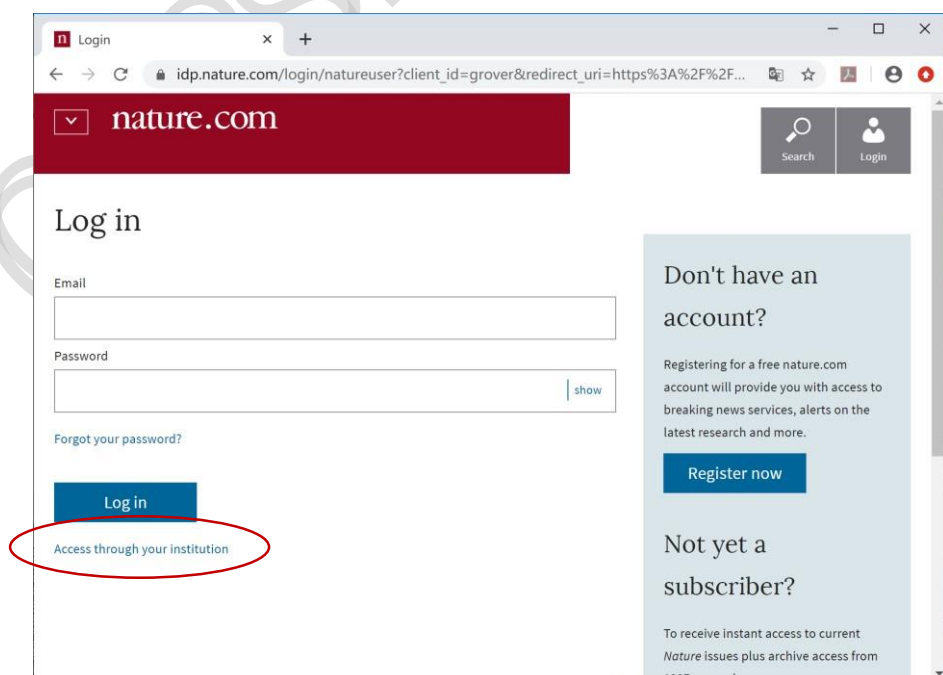 Login
idp.nature.com/login/natureuser?client_id=grover&redirect_uri=https%3A%2F%2F...
nature.com
Search
Login
Log in
Email
Password
show
Forgot your password?
Log in
Access through your institution
Don't have an
account?
Registering for a free nature.com
account will provide you with access to
breaking news services, alerts on the
latest research and more.
Register now
Not yet a
subscriber?
To receive instant access to current
Nature issues plus archive access from